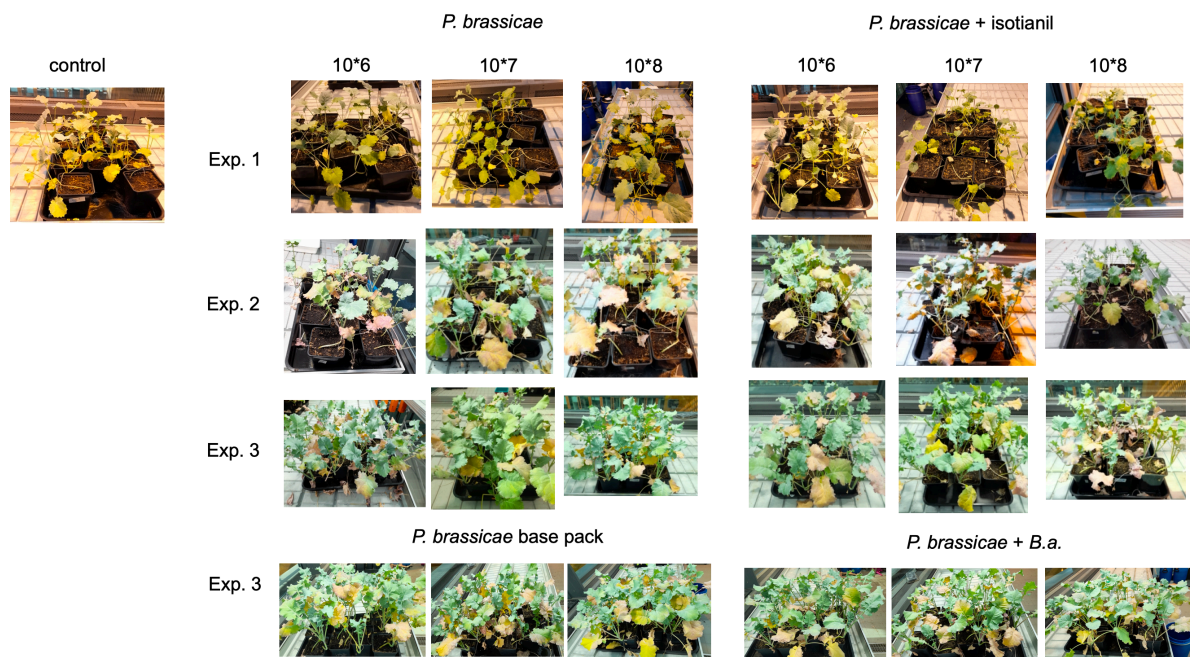 P. brassicae
P. brassicae + isotianil
control
10*6
10*7
10*8
10*6
10*7
10*8
Exp. 1
Exp. 2
Exp. 3
P. brassicae base pack
P. brassicae + B.a.
Exp. 3